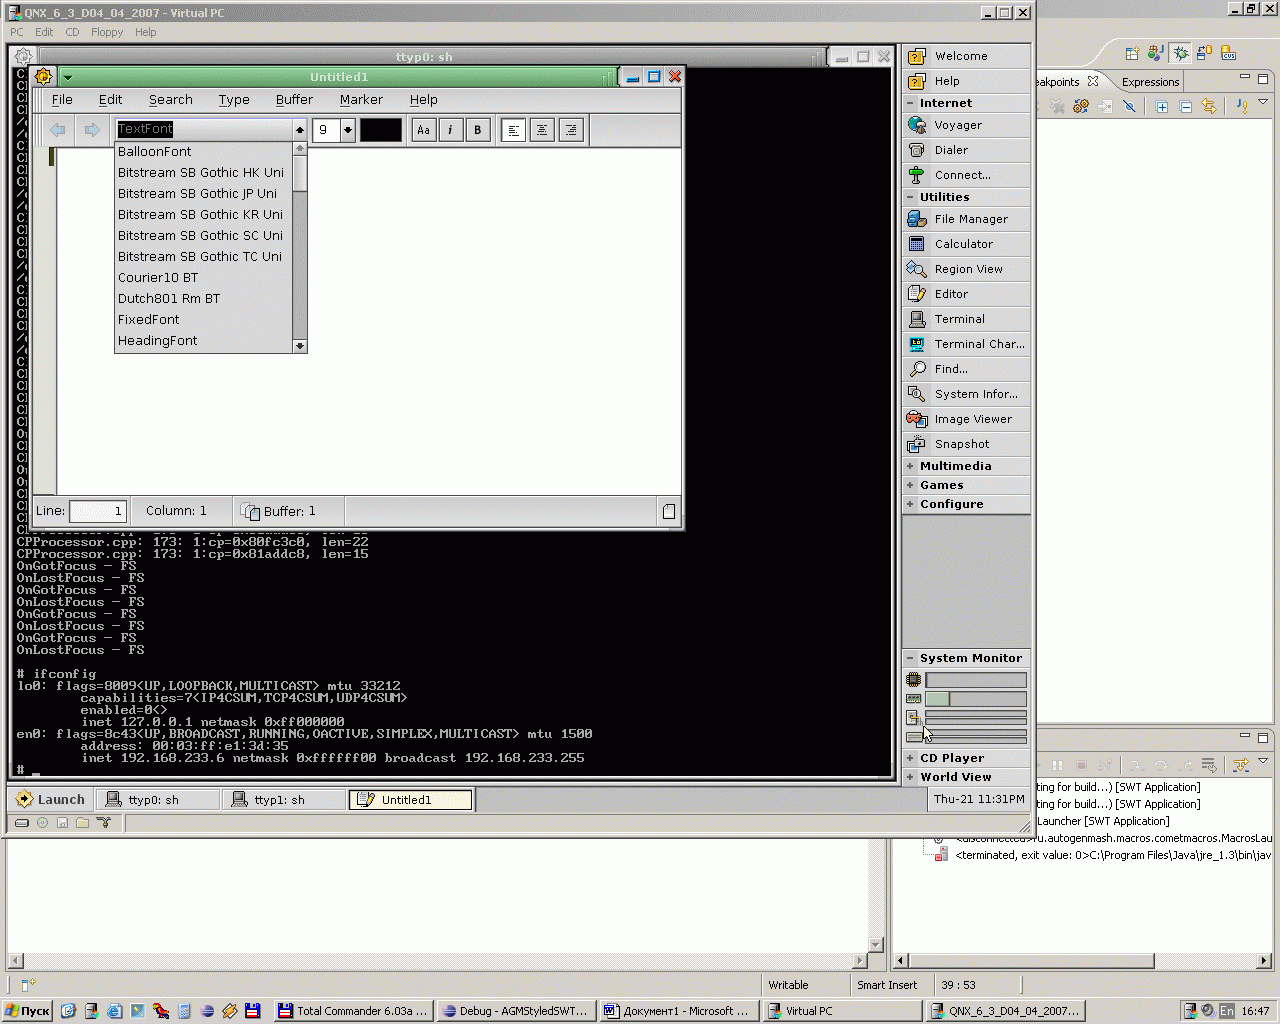 QNX_6_3_D04_04_2007 - Virtual PC
PC Edit CD Floppy Help
ttyp0: sh
Untitled1
File Edit Search Type Buffer Marker Help
TextFont 9 Aa i B
BalloonFont
Bitstream SB Gothic HK Uni
Bitstream SB Gothic JP Uni
Bitstream SB Gothic KR Uni
Bitstream SB Gothic SC Uni
Bitstream SB Gothic TC Uni
Courier10 BT
Dutch801 Rm BT
FixedFont
HeadingFont
Line: 1 Column: 1 Buffer: 1
CPProcessor.cpp: 173: 1:cp=0x80fc3c0, len=22
CPProcessor.cpp: 173: 1:cp=0x81addc8, len=15
OnGotFocus - FS
OnLostFocus - FS
OnGotFocus - FS
OnLostFocus - FS
OnGotFocus - FS
OnLostFocus - FS
OnGotFocus - FS
OnLostFocus - FS
# ifconfig
lo0: flags=8009<UP,LOOPBACK,MULTICAST> mtu 33212
capabilities=7<IP4CSUM,TCP4CSUM,UDP4CSUM>
enabled=0<>
inet 127.0.0.1 netmask 0xff000000
en0: flags=8c43<UP,BROADCAST,RUNNING,OACTIVE,SIMPLEX,MULTICAST> mtu 1500
address: 00:03:ff:e1:3d:35
inet 192.168.233.6 netmask 0xffffff00 broadcast 192.168.233.255
#
Welcome
Help
Internet
Voyager
Dialer
Connect...
Utilities
File Manager
Calculator
Region View
Editor
Terminal
Terminal Char...
Find...
System Infor...
Image Viewer
Snapshot
Multimedia
Games
Configure
System Monitor
CD Player
World View
Launch ttyp0: sh ttyp1: sh Untitled1 Thu-21 11:31PM
eakpoints Expressions
ting for build...) [SWT Application]
ting for build...) [SWT Application]
Launcher [SWT Application]
<disconnected>ru.autogenmash.macros.cometmacros.MacrosLau
<terminated, exit value: 0>C:\Program Files\Java\jre_1.3\bin\jav
Writable Smart Insert 39 : 53
Пуск Total Commander 6.03a ... Debug - AGMStyledSWT... Документ1 - Microsoft ... Virtual PC QNX_6_3_D04_04_2007 ... En 16:47